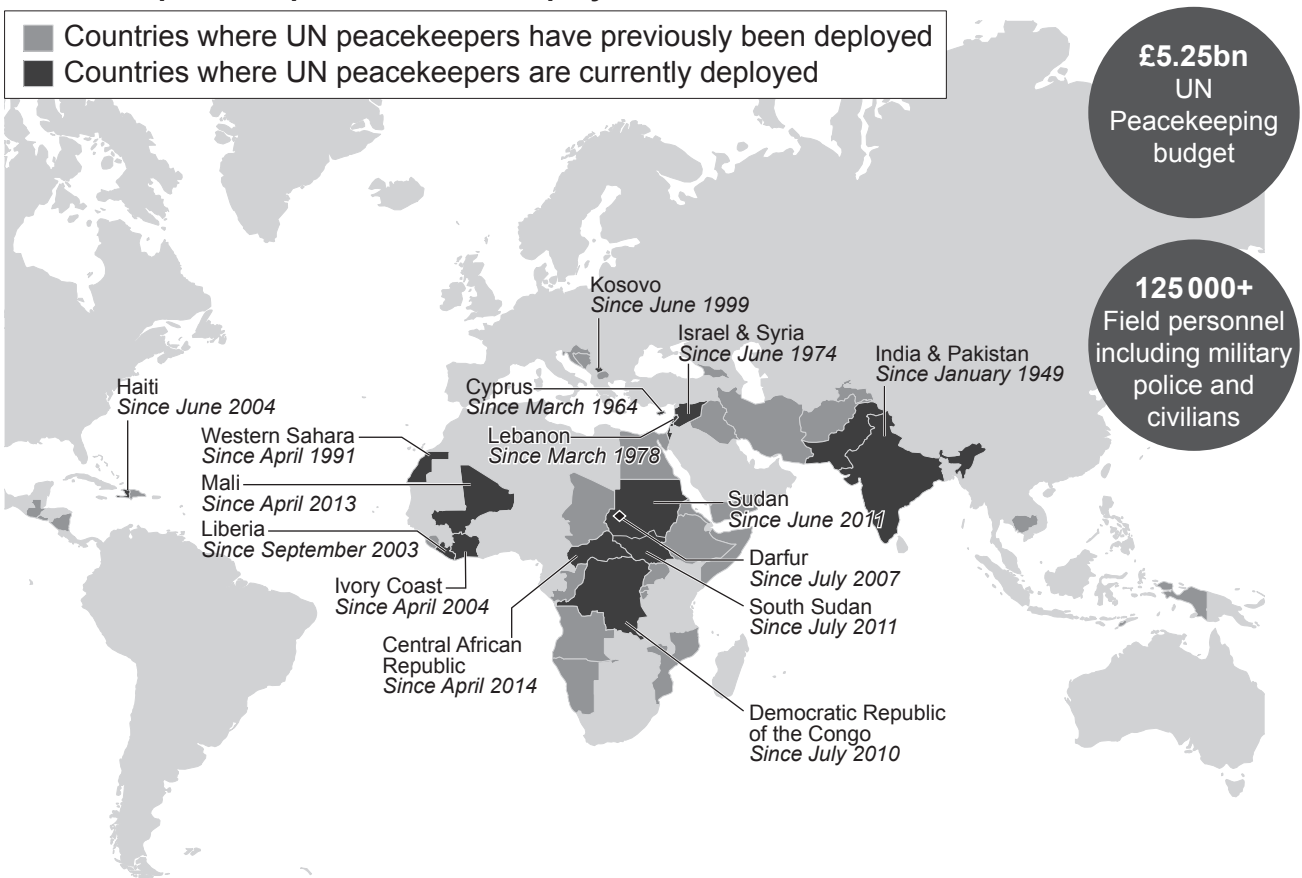 Countries where UN peacekeepers have previously been deployed
Countries where UN peacekeepers are currently deployed
£5.25bn
UN
Peacekeeping
budget
125 000+
Field personnel
including military
police and
civilians
Kosovo
Since June 1999
Israel & Syria
Since June 1974
India & Pakistan
Since January 1949
Haiti
Since June 2004
Cyprus
Since March 1964
Western Sahara
Since April 1991
Lebanon
Since March 1978
Mali
Since April 2013
Sudan
Since June 2011
Liberia
Since September 2003
Darfur
Since July 2007
Ivory Coast
Since April 2004
South Sudan
Since July 2011
Central African
Republic
Since April 2014
Democratic Republic
of the Congo
Since July 2010